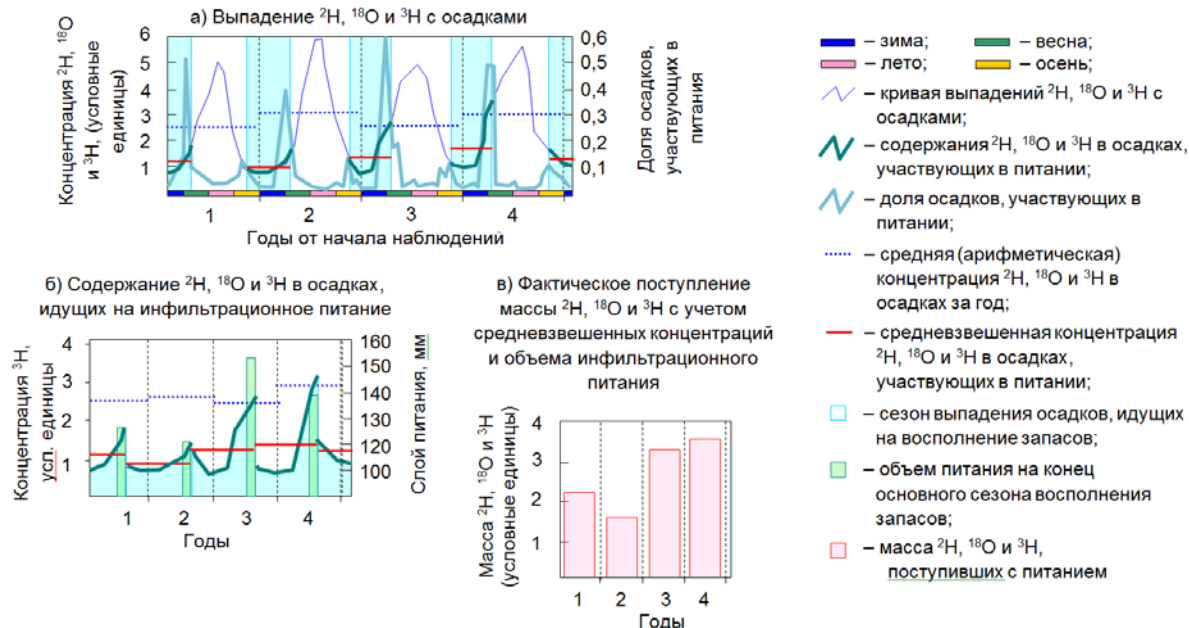 а) Выпадение ²H, ¹⁸O и ³H с осадками
Концентрация ²H, ¹⁸O
и ³H, (условные
единицы)
6
5
4
3
2
1
0,6
0,5
0,4
0,3
0,2
0,1
Доля осадков,
участвующих в
питании
1 2 3 4
Годы от начала наблюдений
б) Содержание ²H, ¹⁸O и ³H в осадках,
идущих на инфильтрационное питание
Концентрация ³H,
усл. единицы
4
3
2
1
160
150
140
130
120
110
100
Слой питания, мм
1 2 3 4
Годы
в) Фактическое поступление
массы ²H, ¹⁸O и ³H с учетом
средневзвешенных концентраций
и объема инфильтрационного
питания
Масса ²H, ¹⁸O и ³H
(условные единицы)
4
3
2
1
1 2 3 4
Годы
– зима; – весна;
– лето; – осень;
– кривая выпадений ²H, ¹⁸O и ³H с
осадками;
– содержания ²H, ¹⁸O и ³H в осадках,
участвующих в питании;
– доля осадков, участвующих в
питании;
– средняя (арифметическая)
концентрация ²H, ¹⁸O и ³H в
осадках за год;
– средневзвешенная концентрация
²H, ¹⁸O и ³H в осадках,
участвующих в питании;
– сезон выпадения осадков, идущих
на восполнение запасов;
– объем питания на конец
основного сезона восполнения
запасов;
– масса ²H, ¹⁸O и ³H,
поступивших с питанием